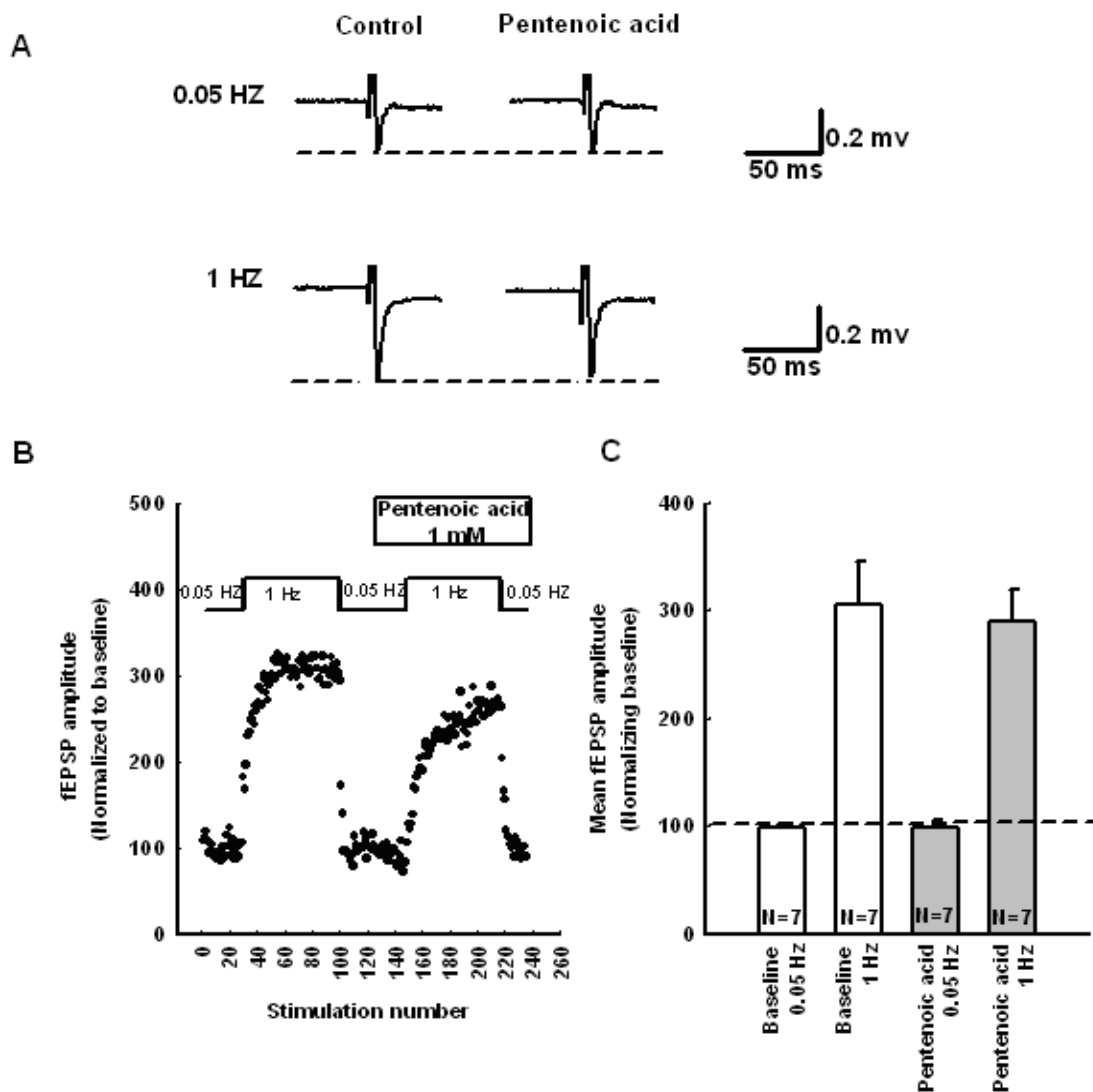 A
Control
Pentenoic acid
0.05 HZ
0.2 mv
50 ms
1 HZ
0.2 mv
50 ms
B
fEPSP amplitude
(Normalized to baseline)
500
400
300
200
100
0
Pentenoic acid
1 mM
0.05 HZ
1 Hz
0.05 HZ
1 Hz
0.05 HZ
0
20
40
60
80
100
120
140
160
180
200
220
240
260
Stimulation number
C
Mean fEPSP amplitude
(Normalizing baseline)
400
300
200
100
0
N=7
N=7
N=7
N=7
Baseline
0.05 Hz
Baseline
1 Hz
Pentenoic acid
0.05 Hz
Pentenoic acid
1 Hz